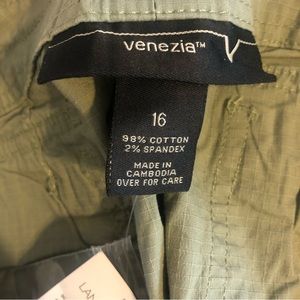 venezia™
16
98% COTTON
2% SPANDEX
MADE IN
CAMBODIA
OVER FOR CARE